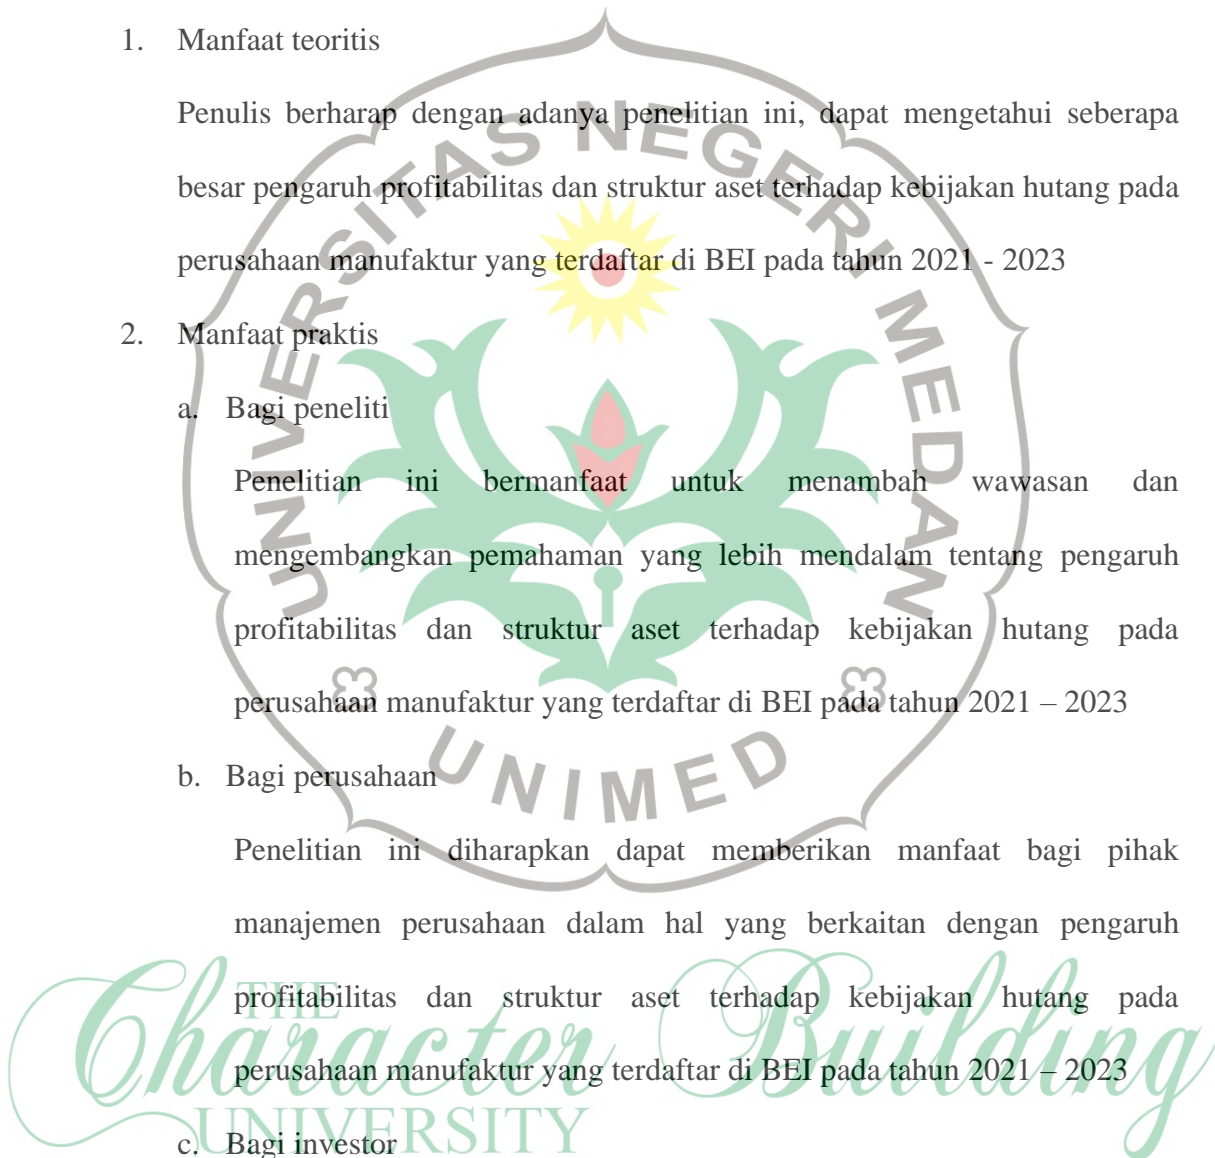 1. Manfaat teoritis
Penulis berharap dengan adanya penelitian ini, dapat mengetahui seberapa
besar pengaruh profitabilitas dan struktur aset terhadap kebijakan hutang pada
perusahaan manufaktur yang terdaftar di BEI pada tahun 2021 - 2023
2. Manfaat praktis
a. Bagi peneliti
Penelitian ini bermanfaat untuk menambah wawasan dan
mengembangkan pemahaman yang lebih mendalam tentang pengaruh
profitabilitas dan struktur aset terhadap kebijakan hutang pada
perusahaan manufaktur yang terdaftar di BEI pada tahun 2021 – 2023
b. Bagi perusahaan
Penelitian ini diharapkan dapat memberikan manfaat bagi pihak
manajemen perusahaan dalam hal yang berkaitan dengan pengaruh
profitabilitas dan struktur aset terhadap kebijakan hutang pada
perusahaan manufaktur yang terdaftar di BEI pada tahun 2021 – 2023
c. Bagi investor
UNIVERSITAS NEGERI MEDAN
UNIMED
THE
Character Building
UNIVERSITY